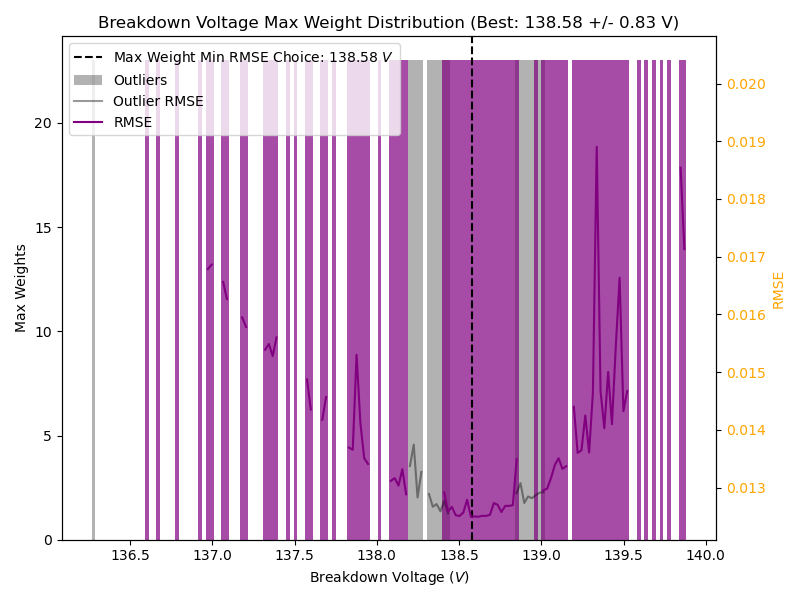 Breakdown Voltage Max Weight Distribution (Best: 138.58 +/- 0.83 V)
Max Weight Min RMSE Choice: 138.58 V
Outliers
Outlier RMSE
RMSE
Max Weights
20
15
10
5
0
0.020
0.019
0.018
0.017
0.016
0.015
0.014
0.013
RMSE
136.5 137.0 137.5 138.0 138.5 139.0 139.5 140.0
Breakdown Voltage (V)